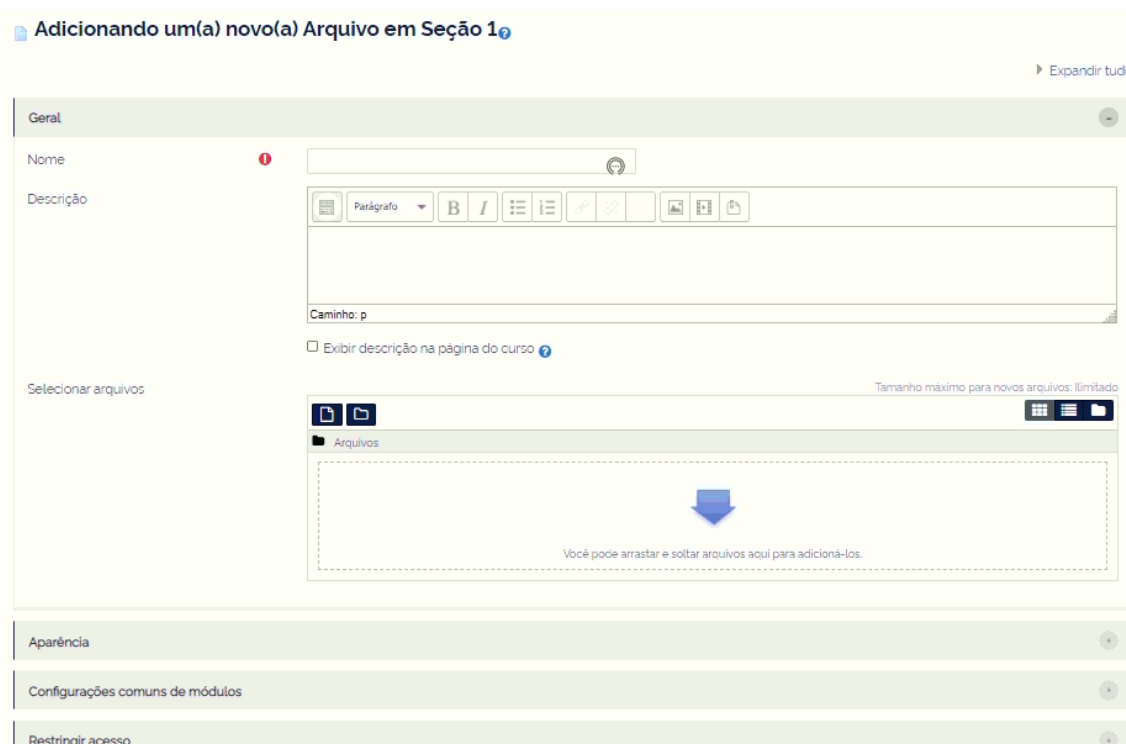 Adicionando um(a) novo(a) Arquivo em Seção 1
Expandir tud
Geral
Nome
Descrição
Parágrafo
B I
Caminho: p
Exibir descrição na página do curso
Selecionar arquivos
Tamanho máximo para novos arquivos: Ilimitado
Arquivos
Você pode arrastar e soltar arquivos aqui para adicioná-los.
Aparência
Configurações comuns de módulos
Restringir acesso